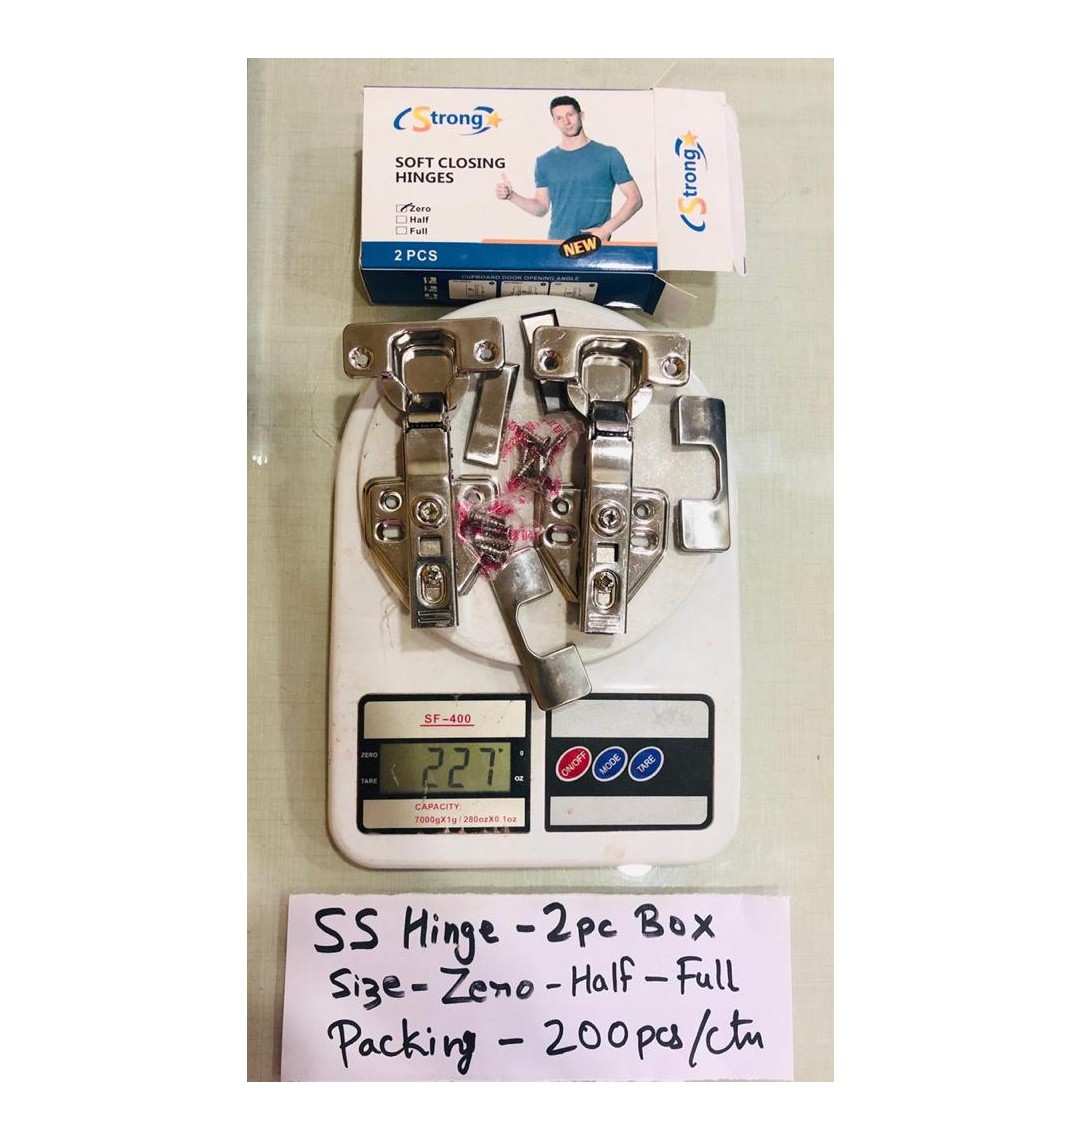 Strong
Strong
SOFT CLOSING
HINGES
Zero
Half
Full
NEW
2 PCS
CUPBOARD DOOR OPENING ANGLE
SF-400
ZERO
TARE
227
g
oz
ON/OFF
MODE
TARE
CAPACITY:
7000gX1g/280ozX0.1oz
SS Hinge - 2pc Box
Size - Zero - Half - Full
Packing - 200pcs/ctn